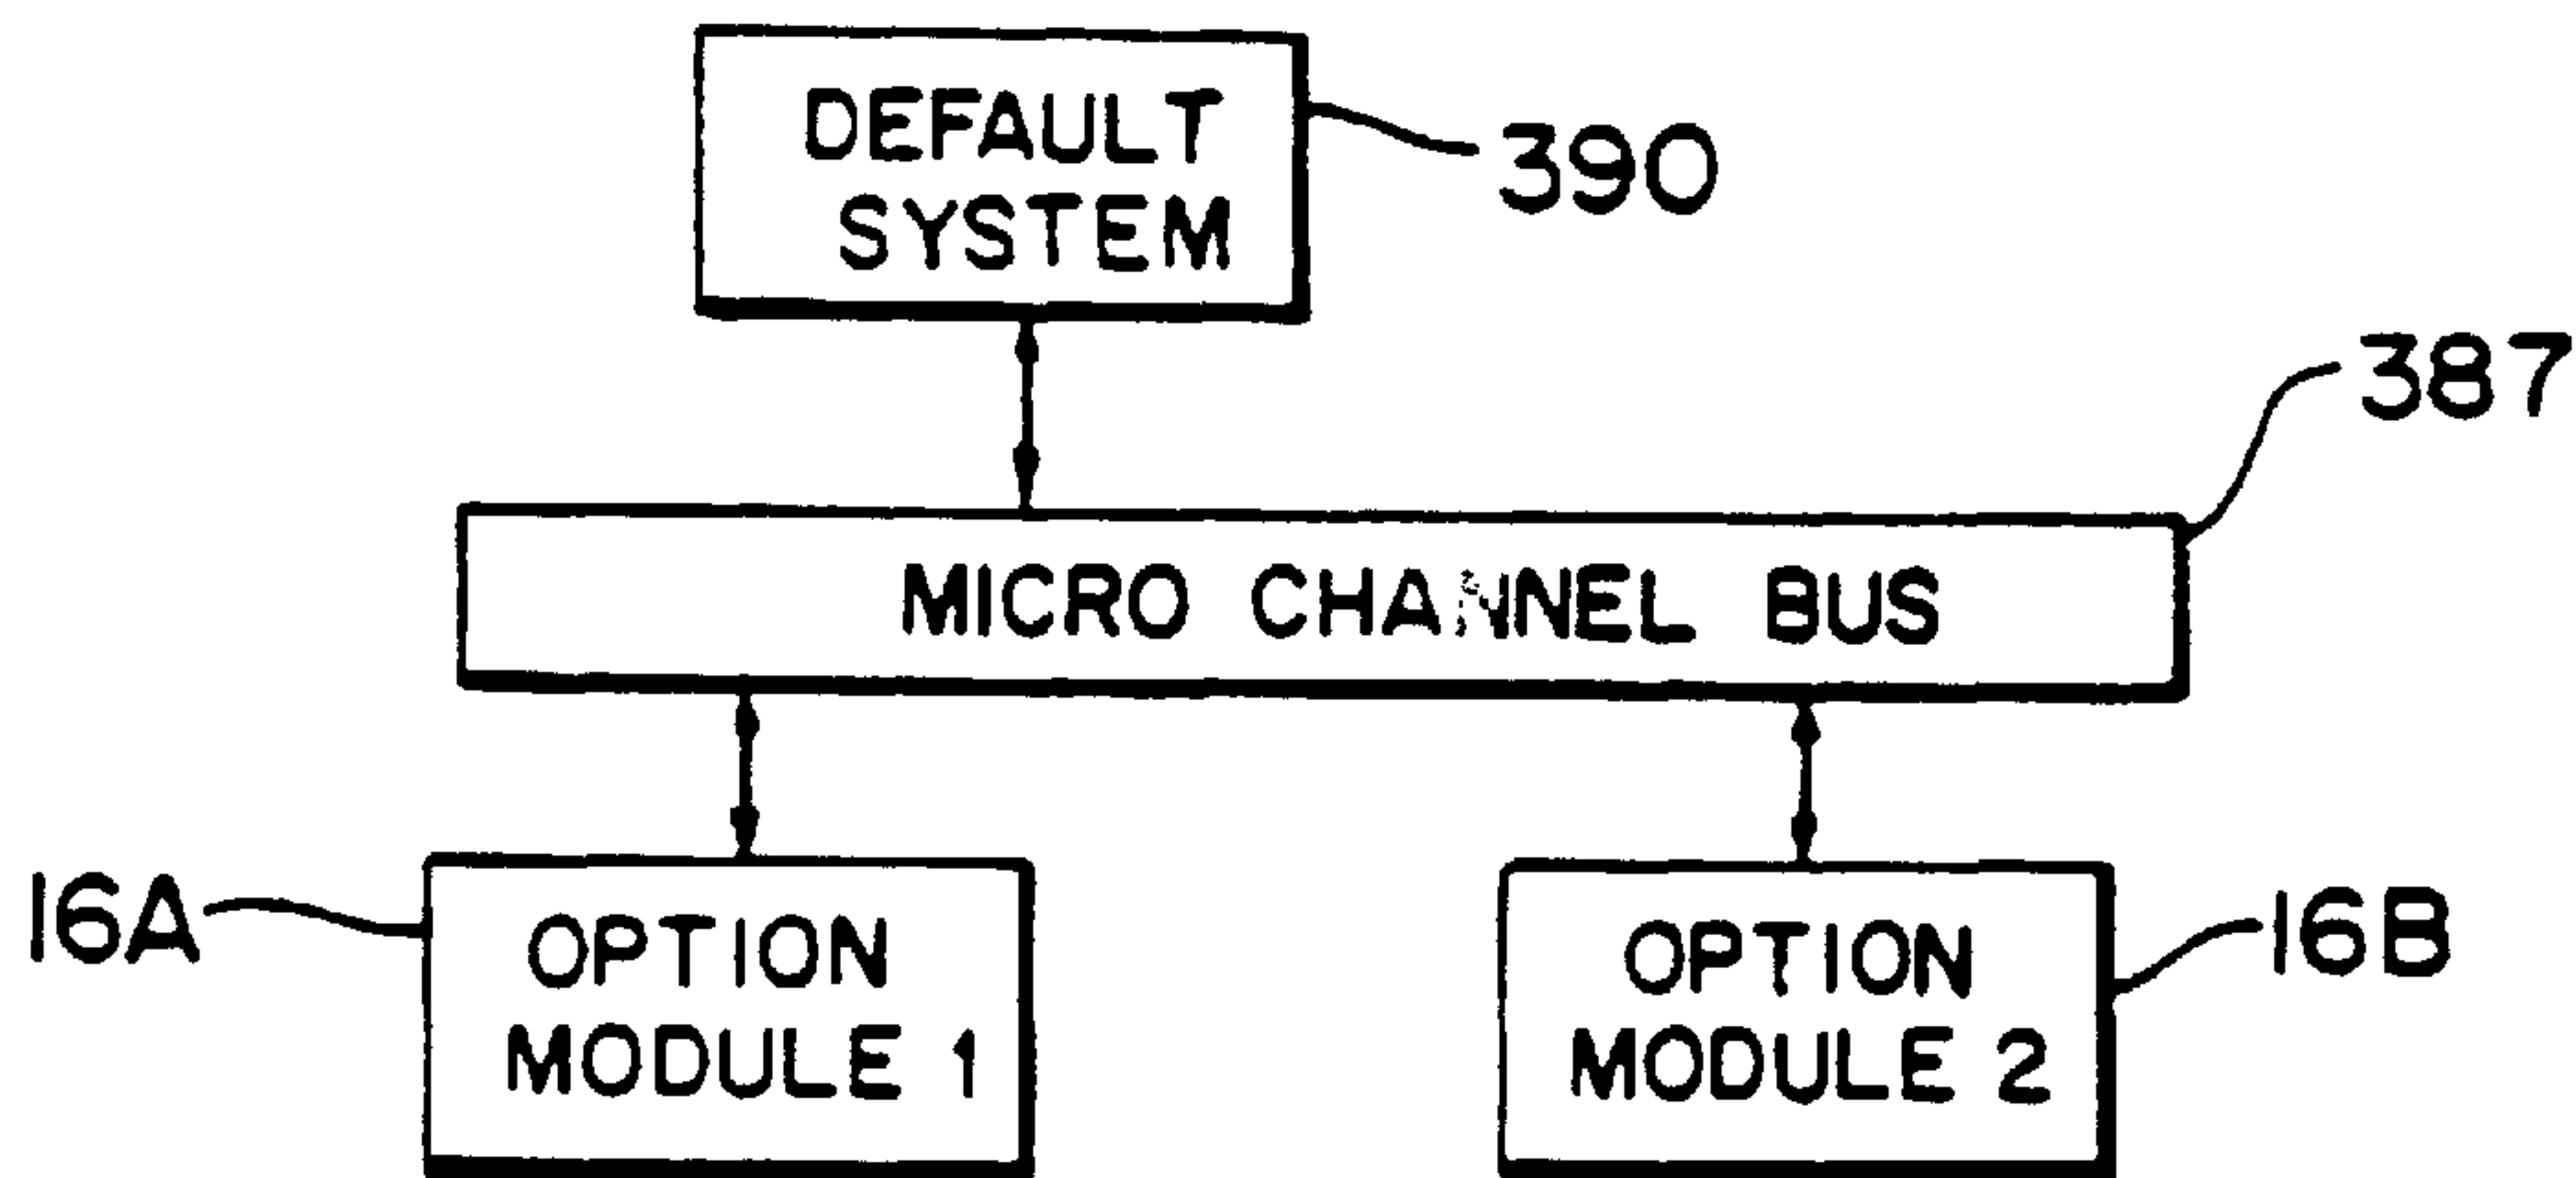 DEFAULT
SYSTEM
390
387
MICRO CHANNEL BUS
16A
OPTION
MODULE 1
OPTION
MODULE 2
16B